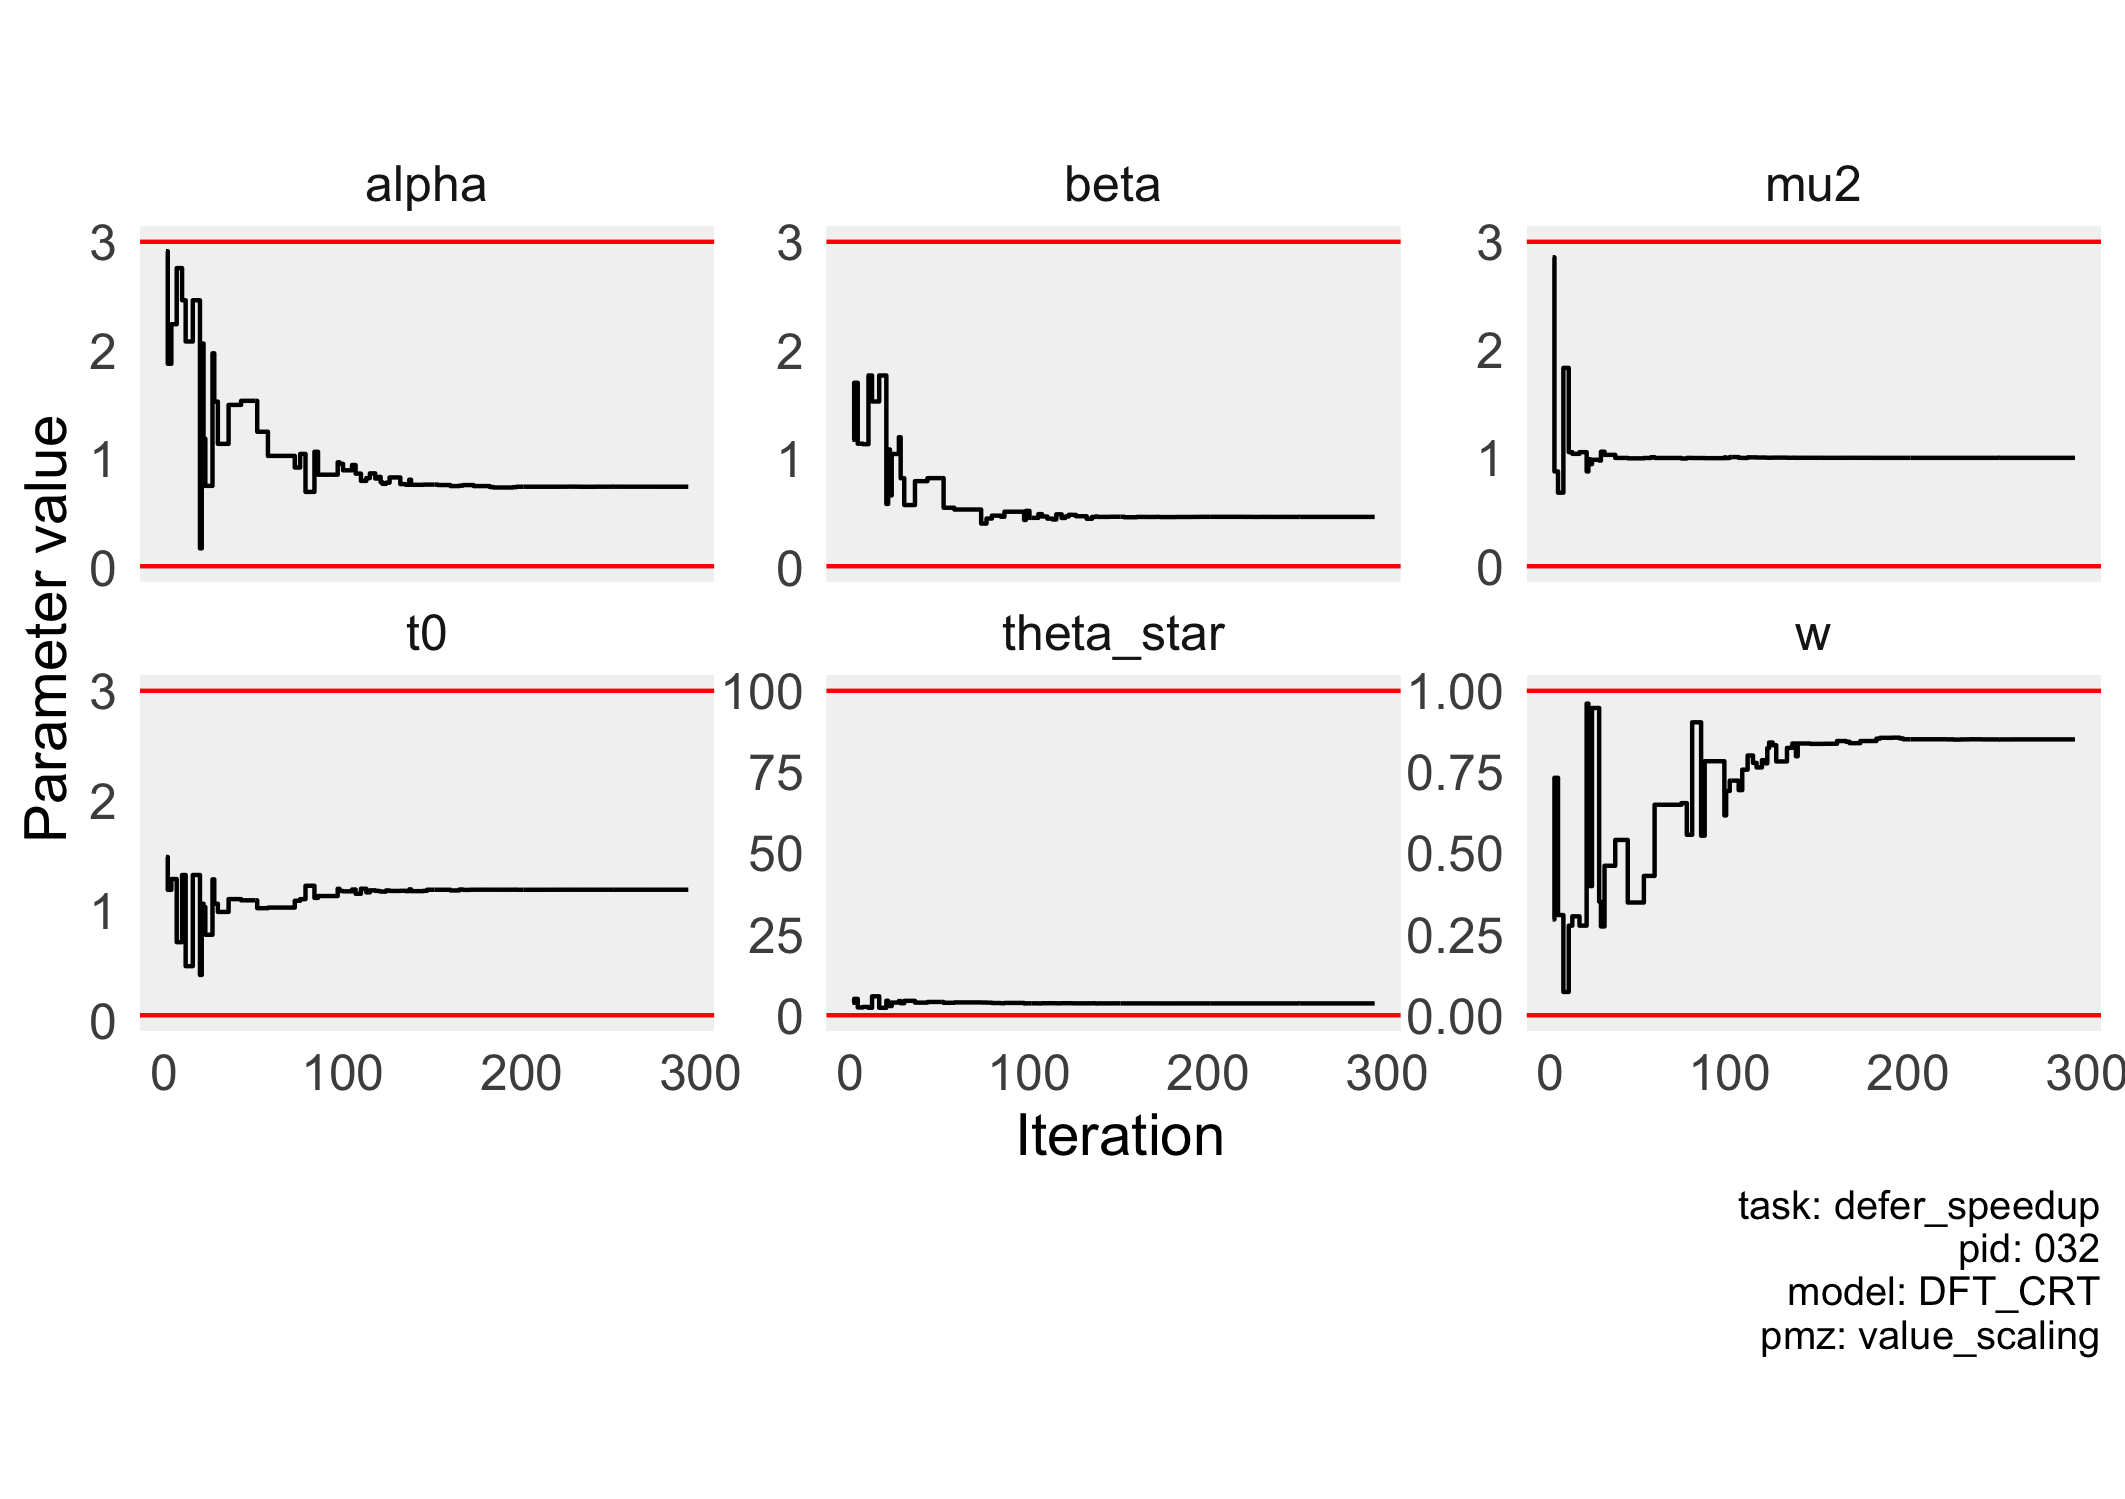 alpha
beta
mu2
3
2
1
0
3
2
1
0
3
2
1
0
Parameter value
t0
theta_star
w
3
2
1
0
100
75
50
25
0
1.00
0.75
0.50
0.25
0.00
0 100 200 300
0 100 200 300
0 100 200 300
Iteration
task: defer_speedup
pid: 032
model: DFT_CRT
pmz: value_scaling